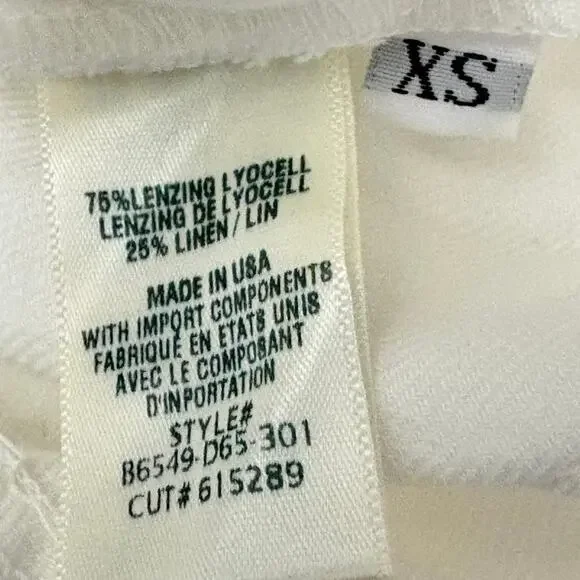 XS
75%LENZING LYOCELL
LENZING DE LYOCELL
25% LINEN/LIN
MADE IN USA
WITH IMPORT COMPONENTS
FABRIQUE EN ETATS UNIS
AVEC LE COMPOSANT
D'INPORTATION
STYLE#
B6549-D65-301
CUT# 615289